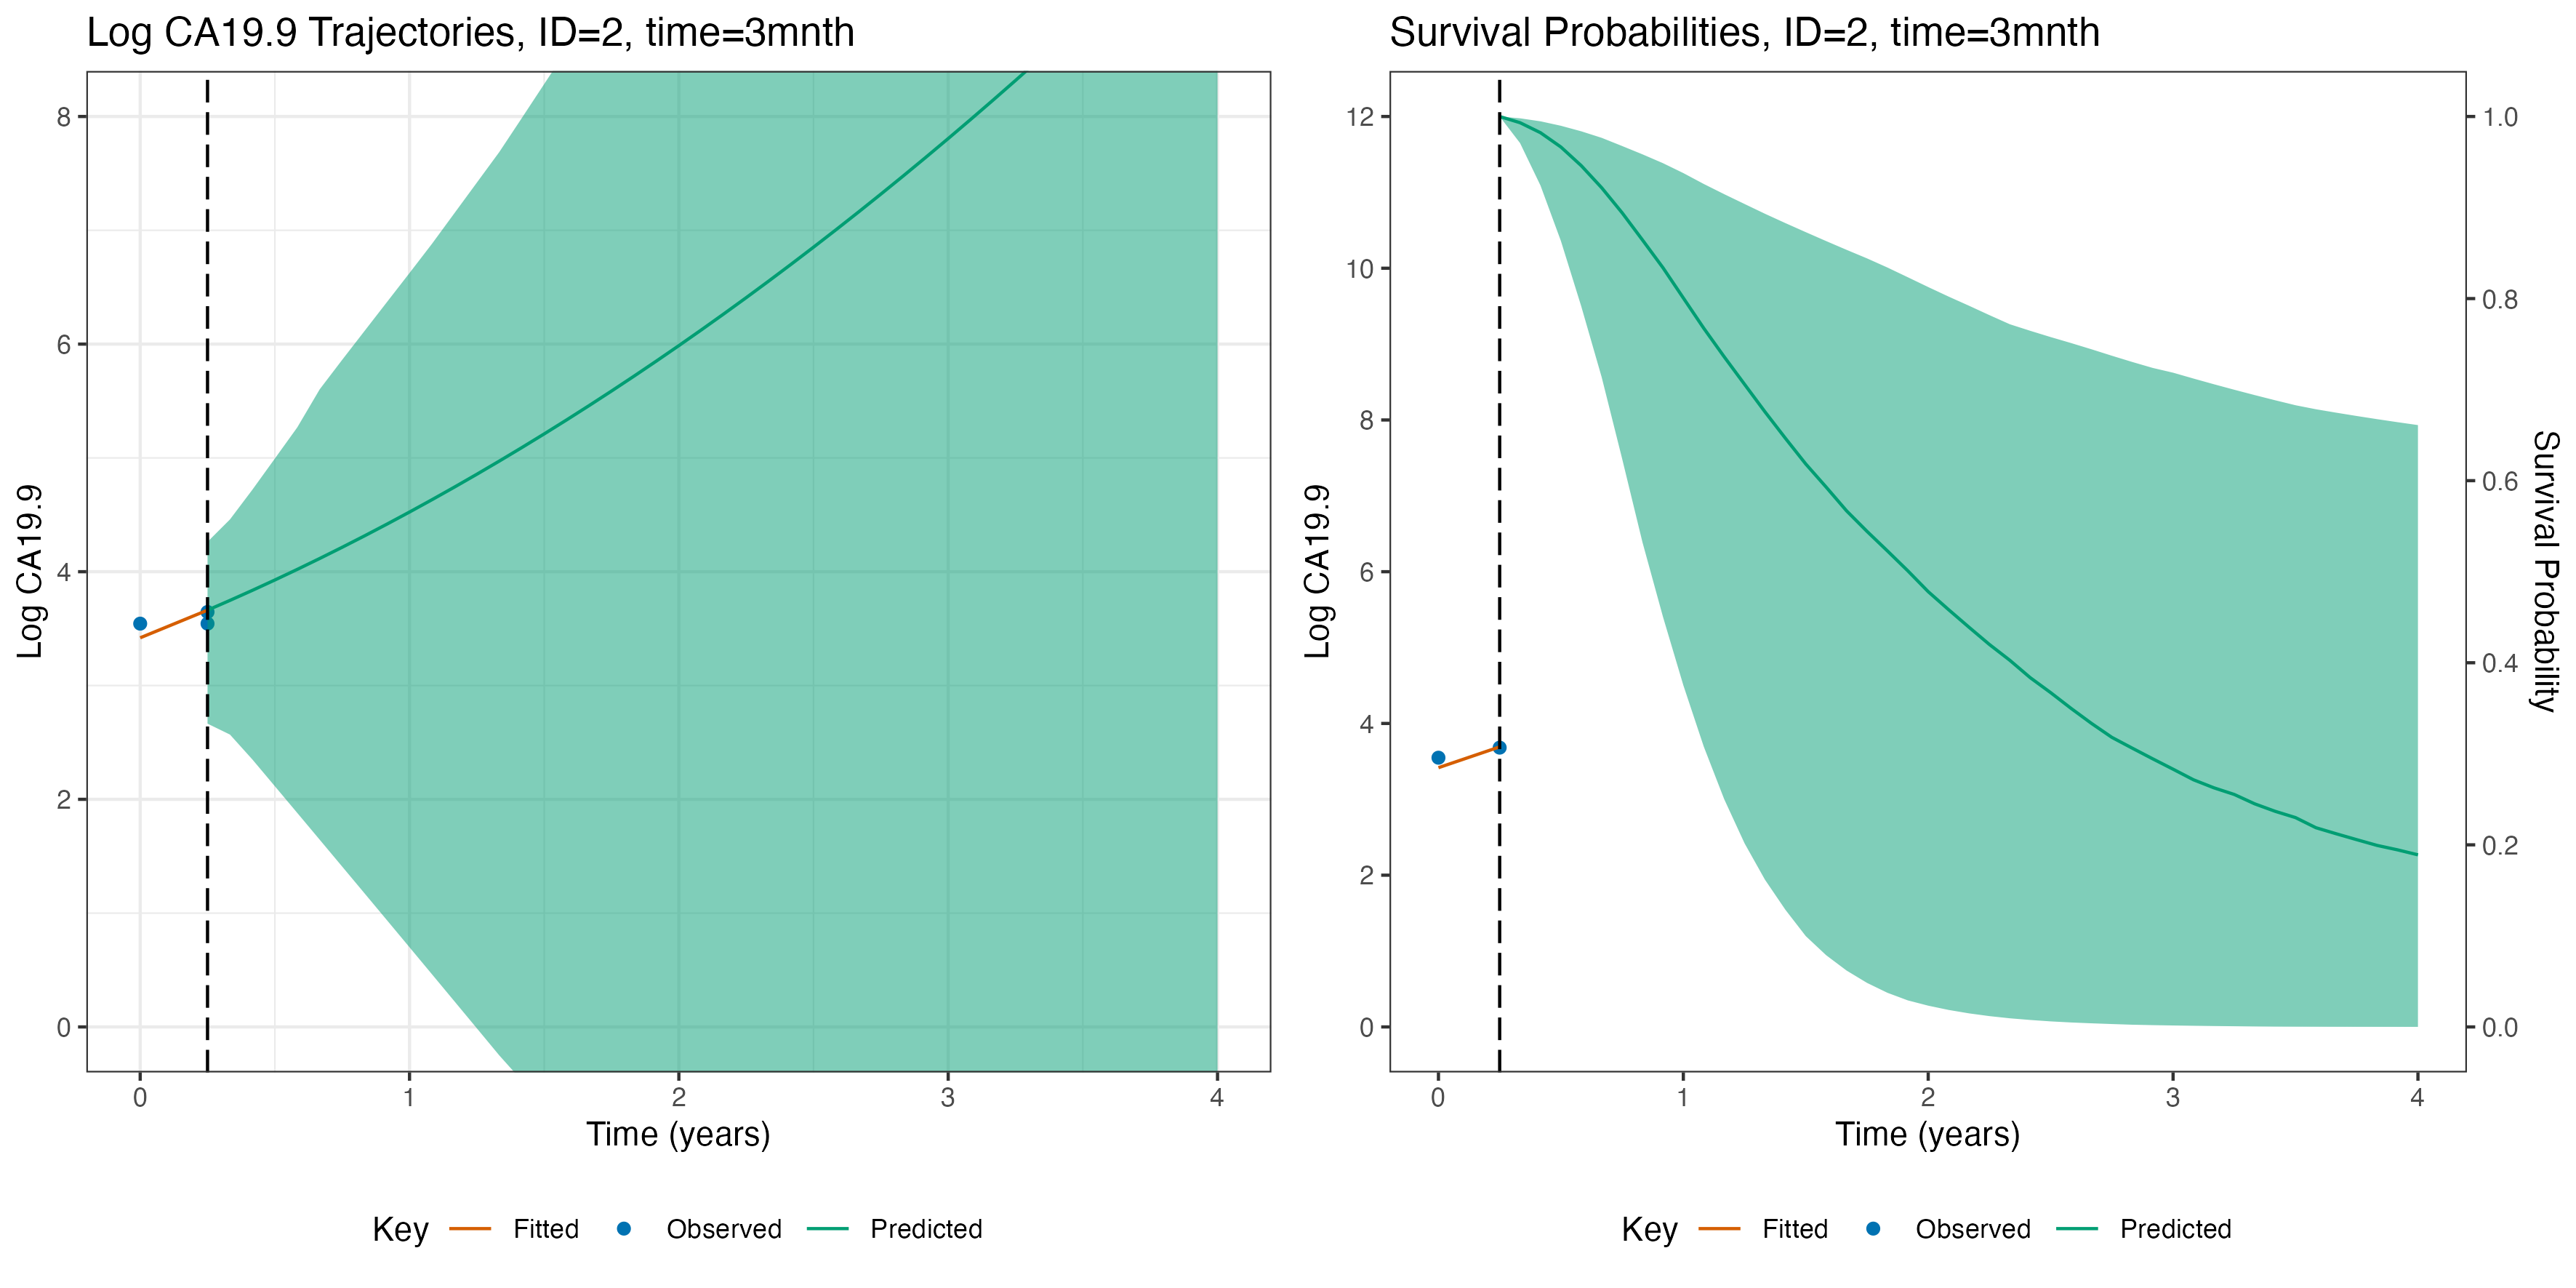 Log CA19.9 Trajectories, ID=2, time=3mnth
Log CA19.9
8
6
4
2
0
0 1 2 3 4
Time (years)
Key Fitted Observed Predicted
Survival Probabilities, ID=2, time=3mnth
Log CA19.9
12
10
8
6
4
2
0
1.0
0.8
0.6
0.4
0.2
0.0
Survival Probability
0 1 2 3 4
Time (years)
Key Fitted Observed Predicted